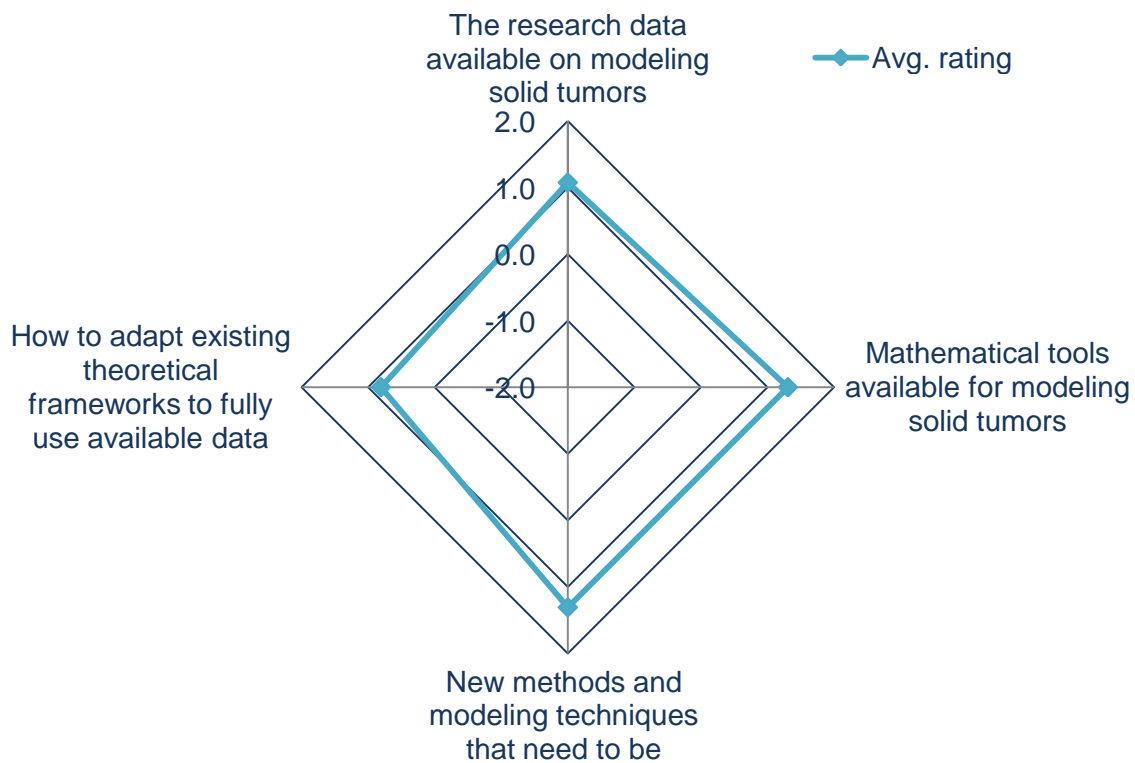 The research data
available on modeling
solid tumors
Avg. rating
2.0
1.0
0.0
-1.0
-2.0
How to adapt existing
theoretical
frameworks to fully
use available data
Mathematical tools
available for modeling
solid tumors
New methods and
modeling techniques
that need to be